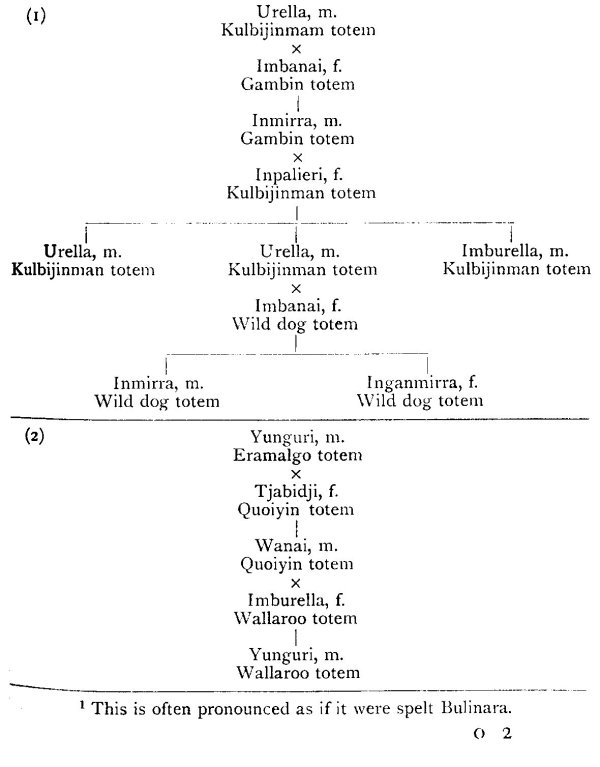 (1)
Urella, m.
Kulbijinmam totem
×
Imbanai, f.
Gambin totem
Inmirra, m.
Gambin totem
×
Inpalieri, f.
Kulbijinman totem
Urella, m. Urella, m. Imburella, m.
Kulbijinman totem Kulbijinman totem Kulbijinman totem
×
Imbanai, f.
Wild dog totem
Inmirra, m. Inganmirra, f.
Wild dog totem Wild dog totem
(2)
Yunguri, m.
Eramalgo totem
×
Tjabidji, f.
Quoiyin totem
Wanai, m.
Quoiyin totem
×
Imburella, f.
Wallaroo totem
Yunguri, m.
Wallaroo totem
¹ This is often pronounced as if it were spelt Bulinara.
O 2